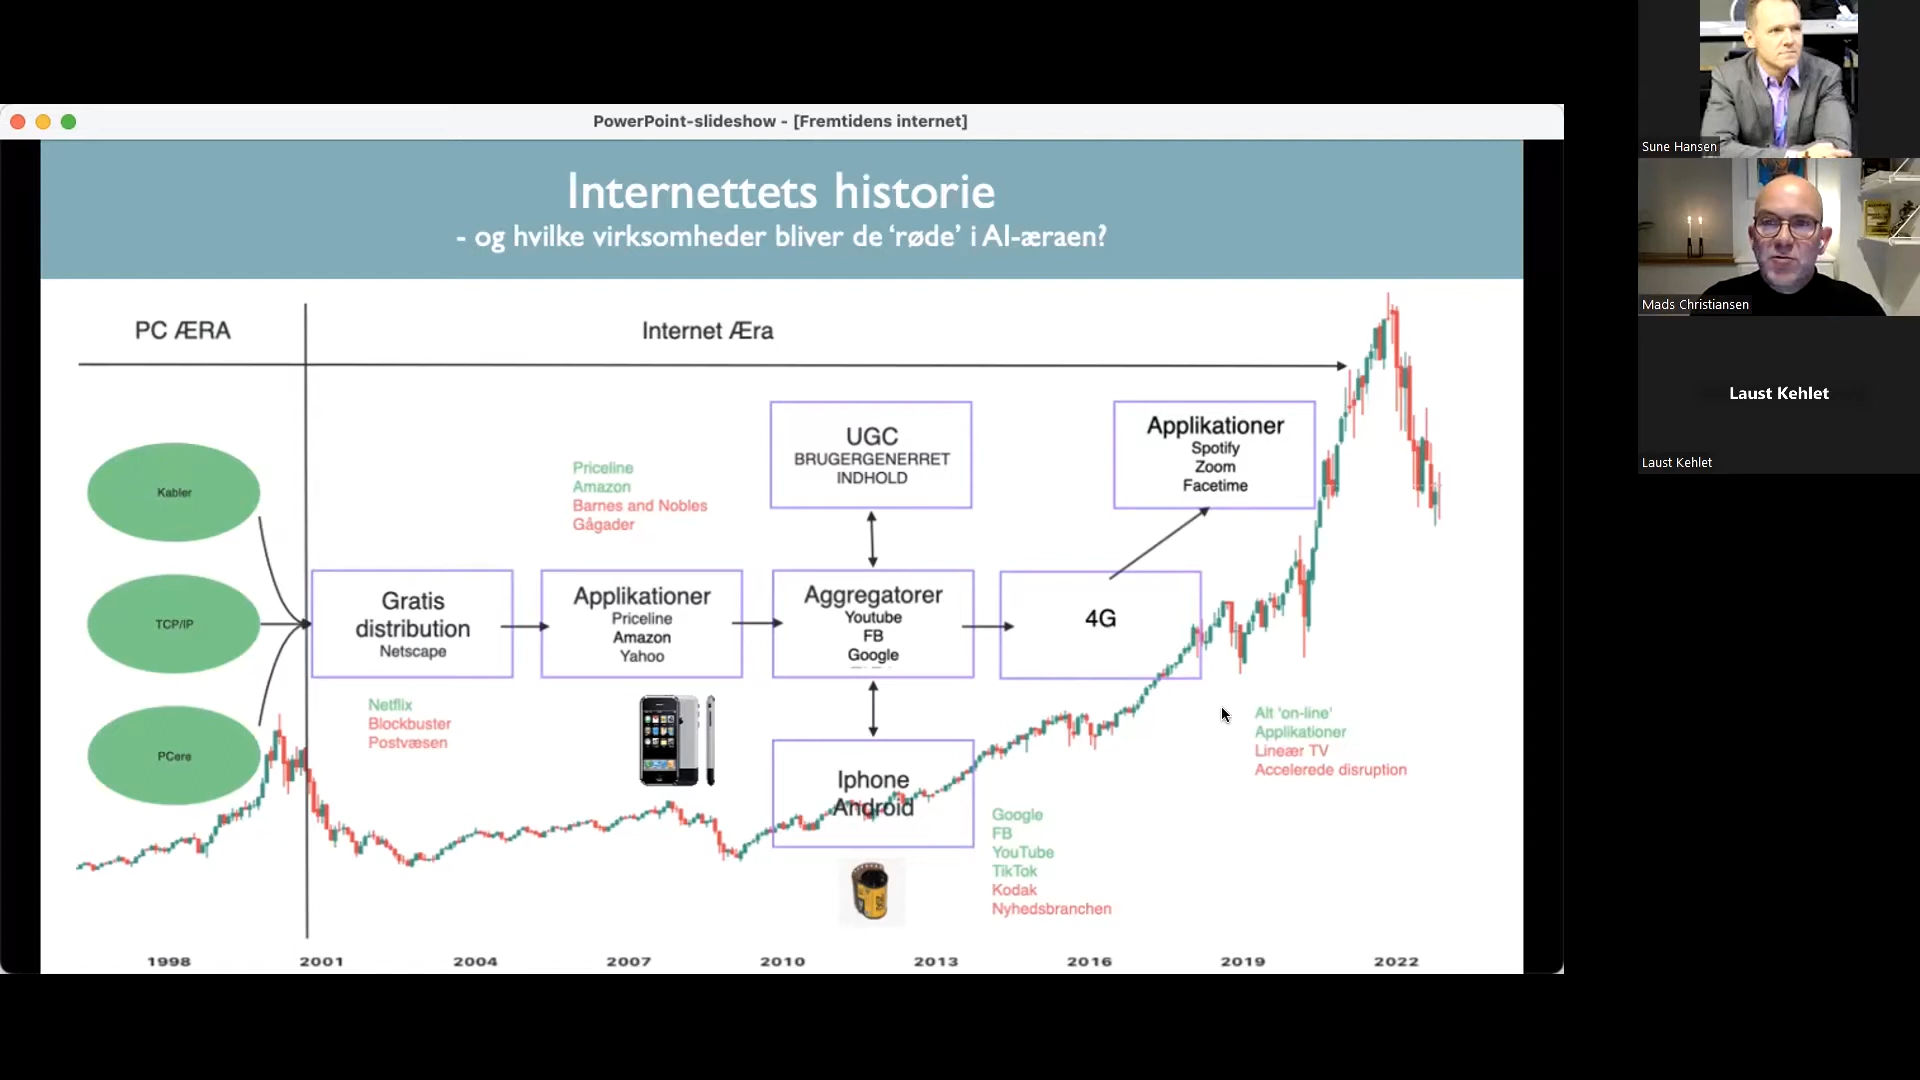 PowerPoint-slideshow - [Fremtidens internet]
Internettets historie
- og hvilke virksomheder bliver de ‘røde’ i AI-æraen?
PC ÆRA
Internet Æra
Kabler
TCP/IP
PCere
Gratis
distribution
Netscape
Netflix
Blockbuster
Postvæsen
Priceline
Amazon
Barnes and Nobles
Gågader
Applikationer
Priceline
Amazon
Yahoo
UGC
BRUGERGENERRET
INDHOLD
Aggregatorer
Youtube
FB
Google
Iphone
Android
Google
FB
YouTube
TikTok
Kodak
Nyhedsbranchen
4G
Applikationer
Spotify
Zoom
Facetime
Alt ‘on-line’
Applikationer
Lineær TV
Accelerede disruption
1998
2001
2004
2007
2010
2013
2016
2019
2022
Sune Hansen
Mads Christiansen
Laust Kehlet
Laust Kehlet